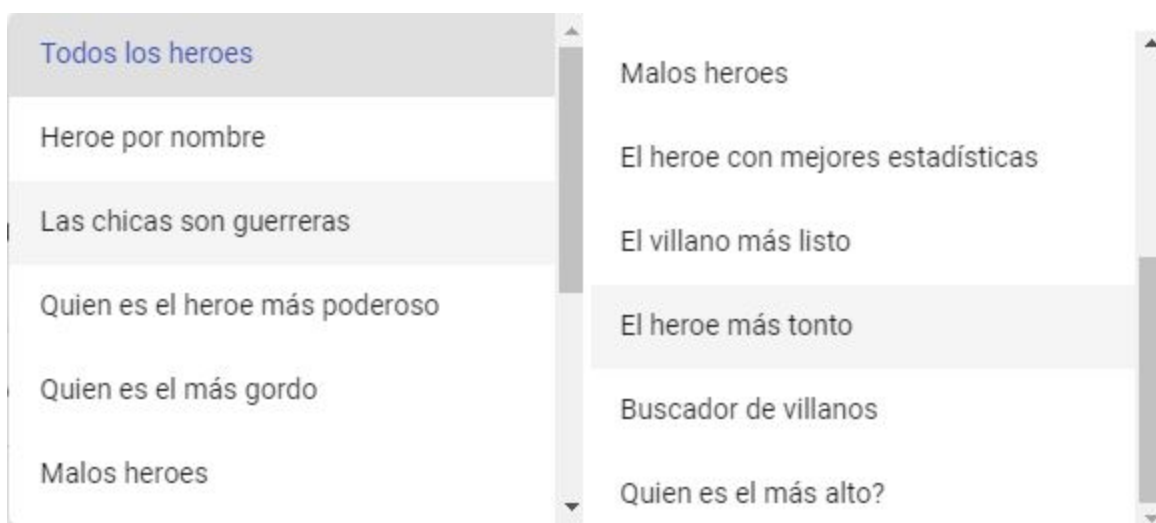 Todos los heroes
Heroe por nombre
Las chicas son guerreras
Quien es el heroe más poderoso
Quien es el más gordo
Malos heroes
Malos heroes
El heroe con mejores estadísticas
El villano más listo
El heroe más tonto
Buscador de villanos
Quien es el más alto?